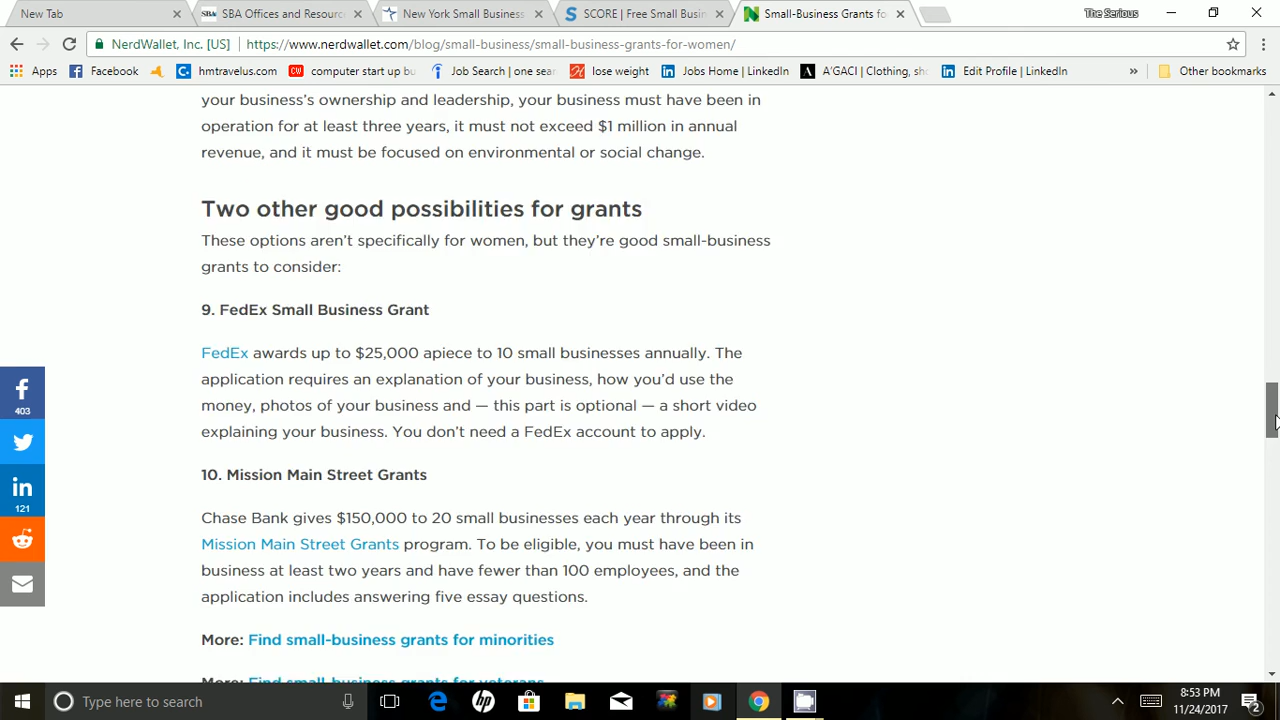 New Tab
SBA SBA Offices and Resourc
New York Small Business
SCORE | Free Small Busin
Small-Business Grants fo
The Serious
NerdWallet, Inc. [US] https://www.nerdwallet.com/blog/small-business/small-business-grants-for-women/
Apps
Facebook
hmtravelus.com
CW computer start up bu
Job Search | one sear
lose weight
Jobs Home | LinkedIn
A'GACI | Clothing, sho
Edit Profile | LinkedIn
»
Other bookmarks
your business's ownership and leadership, your business must have been in
operation for at least three years, it must not exceed $1 million in annual
revenue, and it must be focused on environmental or social change.
Two other good possibilities for grants
These options aren't specifically for women, but they're good small-business
grants to consider:
9. FedEx Small Business Grant
FedEx awards up to $25,000 apiece to 10 small businesses annually. The
application requires an explanation of your business, how you'd use the
money, photos of your business and — this part is optional — a short video
explaining your business. You don't need a FedEx account to apply.
10. Mission Main Street Grants
Chase Bank gives $150,000 to 20 small businesses each year through its
Mission Main Street Grants program. To be eligible, you must have been in
business at least two years and have fewer than 100 employees, and the
application includes answering five essay questions.
More: Find small-business grants for minorities
More: Find small-business grants for veterans
403
in
121
Type here to search
hp
8:53 PM
11/24/2017
2